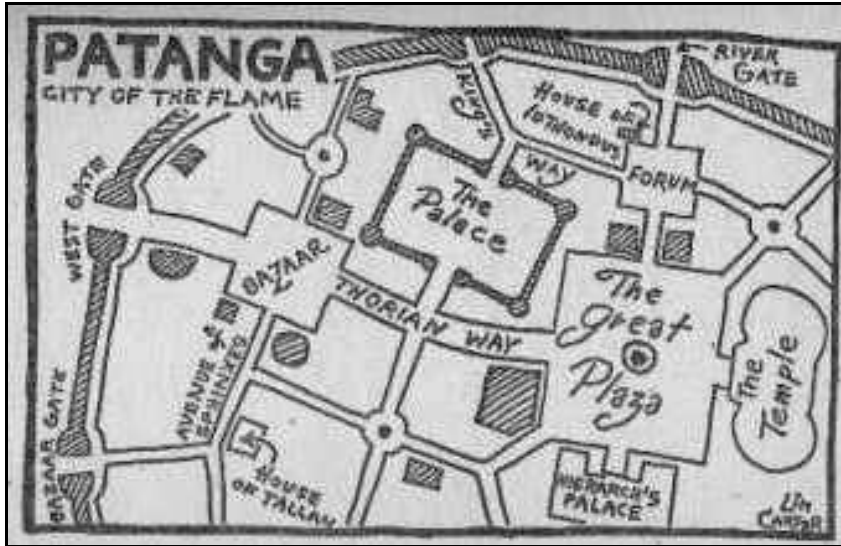 PATANGA
CITY OF THE FLAME
RIVER
GATE
HOUSE OF
IOTHONDUS
KING'S
WAY
FORUM
The
Palace
WEST GATE
BAZAAR
THORIAN WAY
The
Great
Plaza
The
Temple
AVENUE OF
SPHINXES
BAZAAR GATE
HOUSE
OF TALLAN
HIERARCH'S
PALACE
Lin
Carter